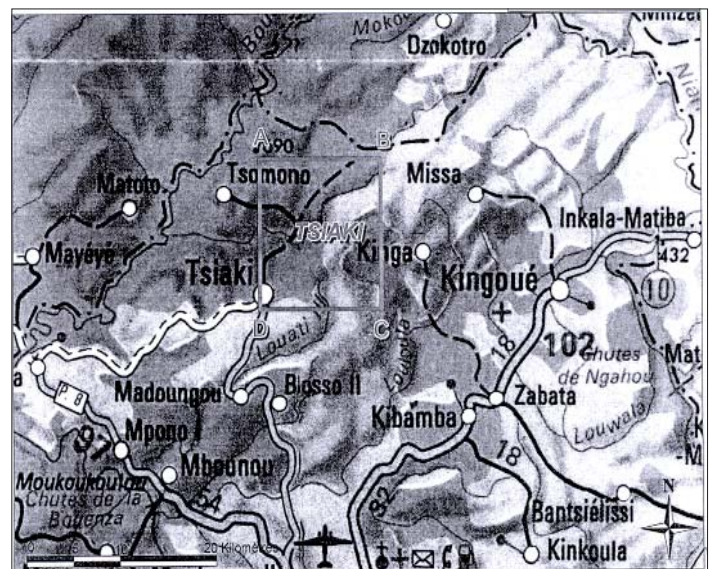 Dzokotro
A
090
B
Matoto
Tsomono
Missa
TSIAKI
Inkala-Matiba
Mayéyé
Kinga
432
Tsiaki
Kingoué
10
D
C
Louati
18
102
Chutes
de Ngahou
Madoungou
Biosso II
Zabata
P. 8
Kibamba
Louwala
Mpono
97
Mbounou
18
Moukoukoulou
Chutes de la
Bouenza
54
82
N
Bantsiélissi
20 Kilomètres
Kinkoula